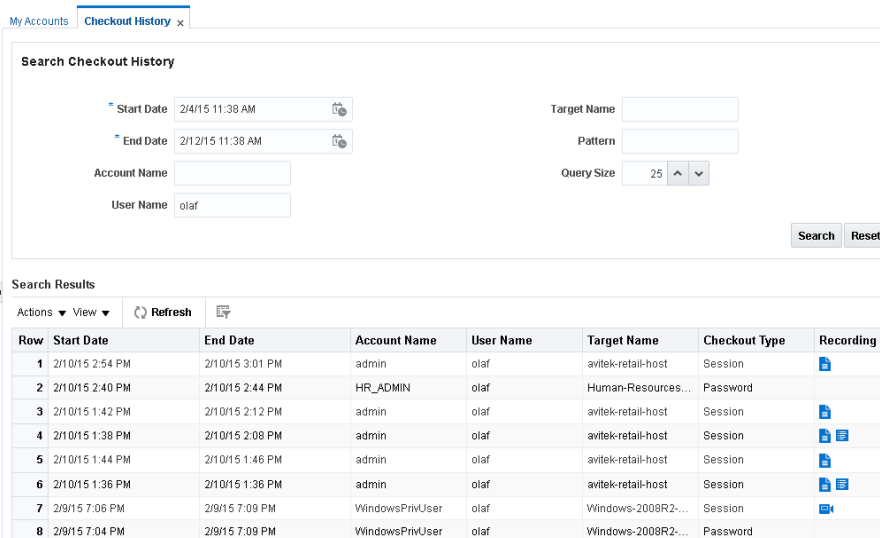 My Accounts Checkout History x
Search Checkout History
* Start Date 2/4/15 11:38 AM Target Name
* End Date 2/12/15 11:38 AM Pattern
Account Name Query Size 25
User Name olaf
Search Reset
Search Results
Actions View Refresh
Row Start Date End Date Account Name User Name Target Name Checkout Type Recording
1 2/10/15 2:54 PM 2/10/15 3:01 PM admin olaf avitek-retail-host Session
2 2/10/15 2:40 PM 2/10/15 2:44 PM HR_ADMIN olaf Human-Resources... Password
3 2/10/15 1:42 PM 2/10/15 2:12 PM admin olaf avitek-retail-host Session
4 2/10/15 1:38 PM 2/10/15 2:08 PM admin olaf avitek-retail-host Session
5 2/10/15 1:44 PM 2/10/15 1:46 PM admin olaf avitek-retail-host Session
6 2/10/15 1:36 PM 2/10/15 1:36 PM admin olaf avitek-retail-host Session
7 2/9/15 7:06 PM 2/9/15 7:09 PM WindowsPrivUser olaf Windows-2008R2-... Session
8 2/9/15 7:04 PM 2/9/15 7:09 PM WindowsPrivUser olaf Windows-2008R2-... Password